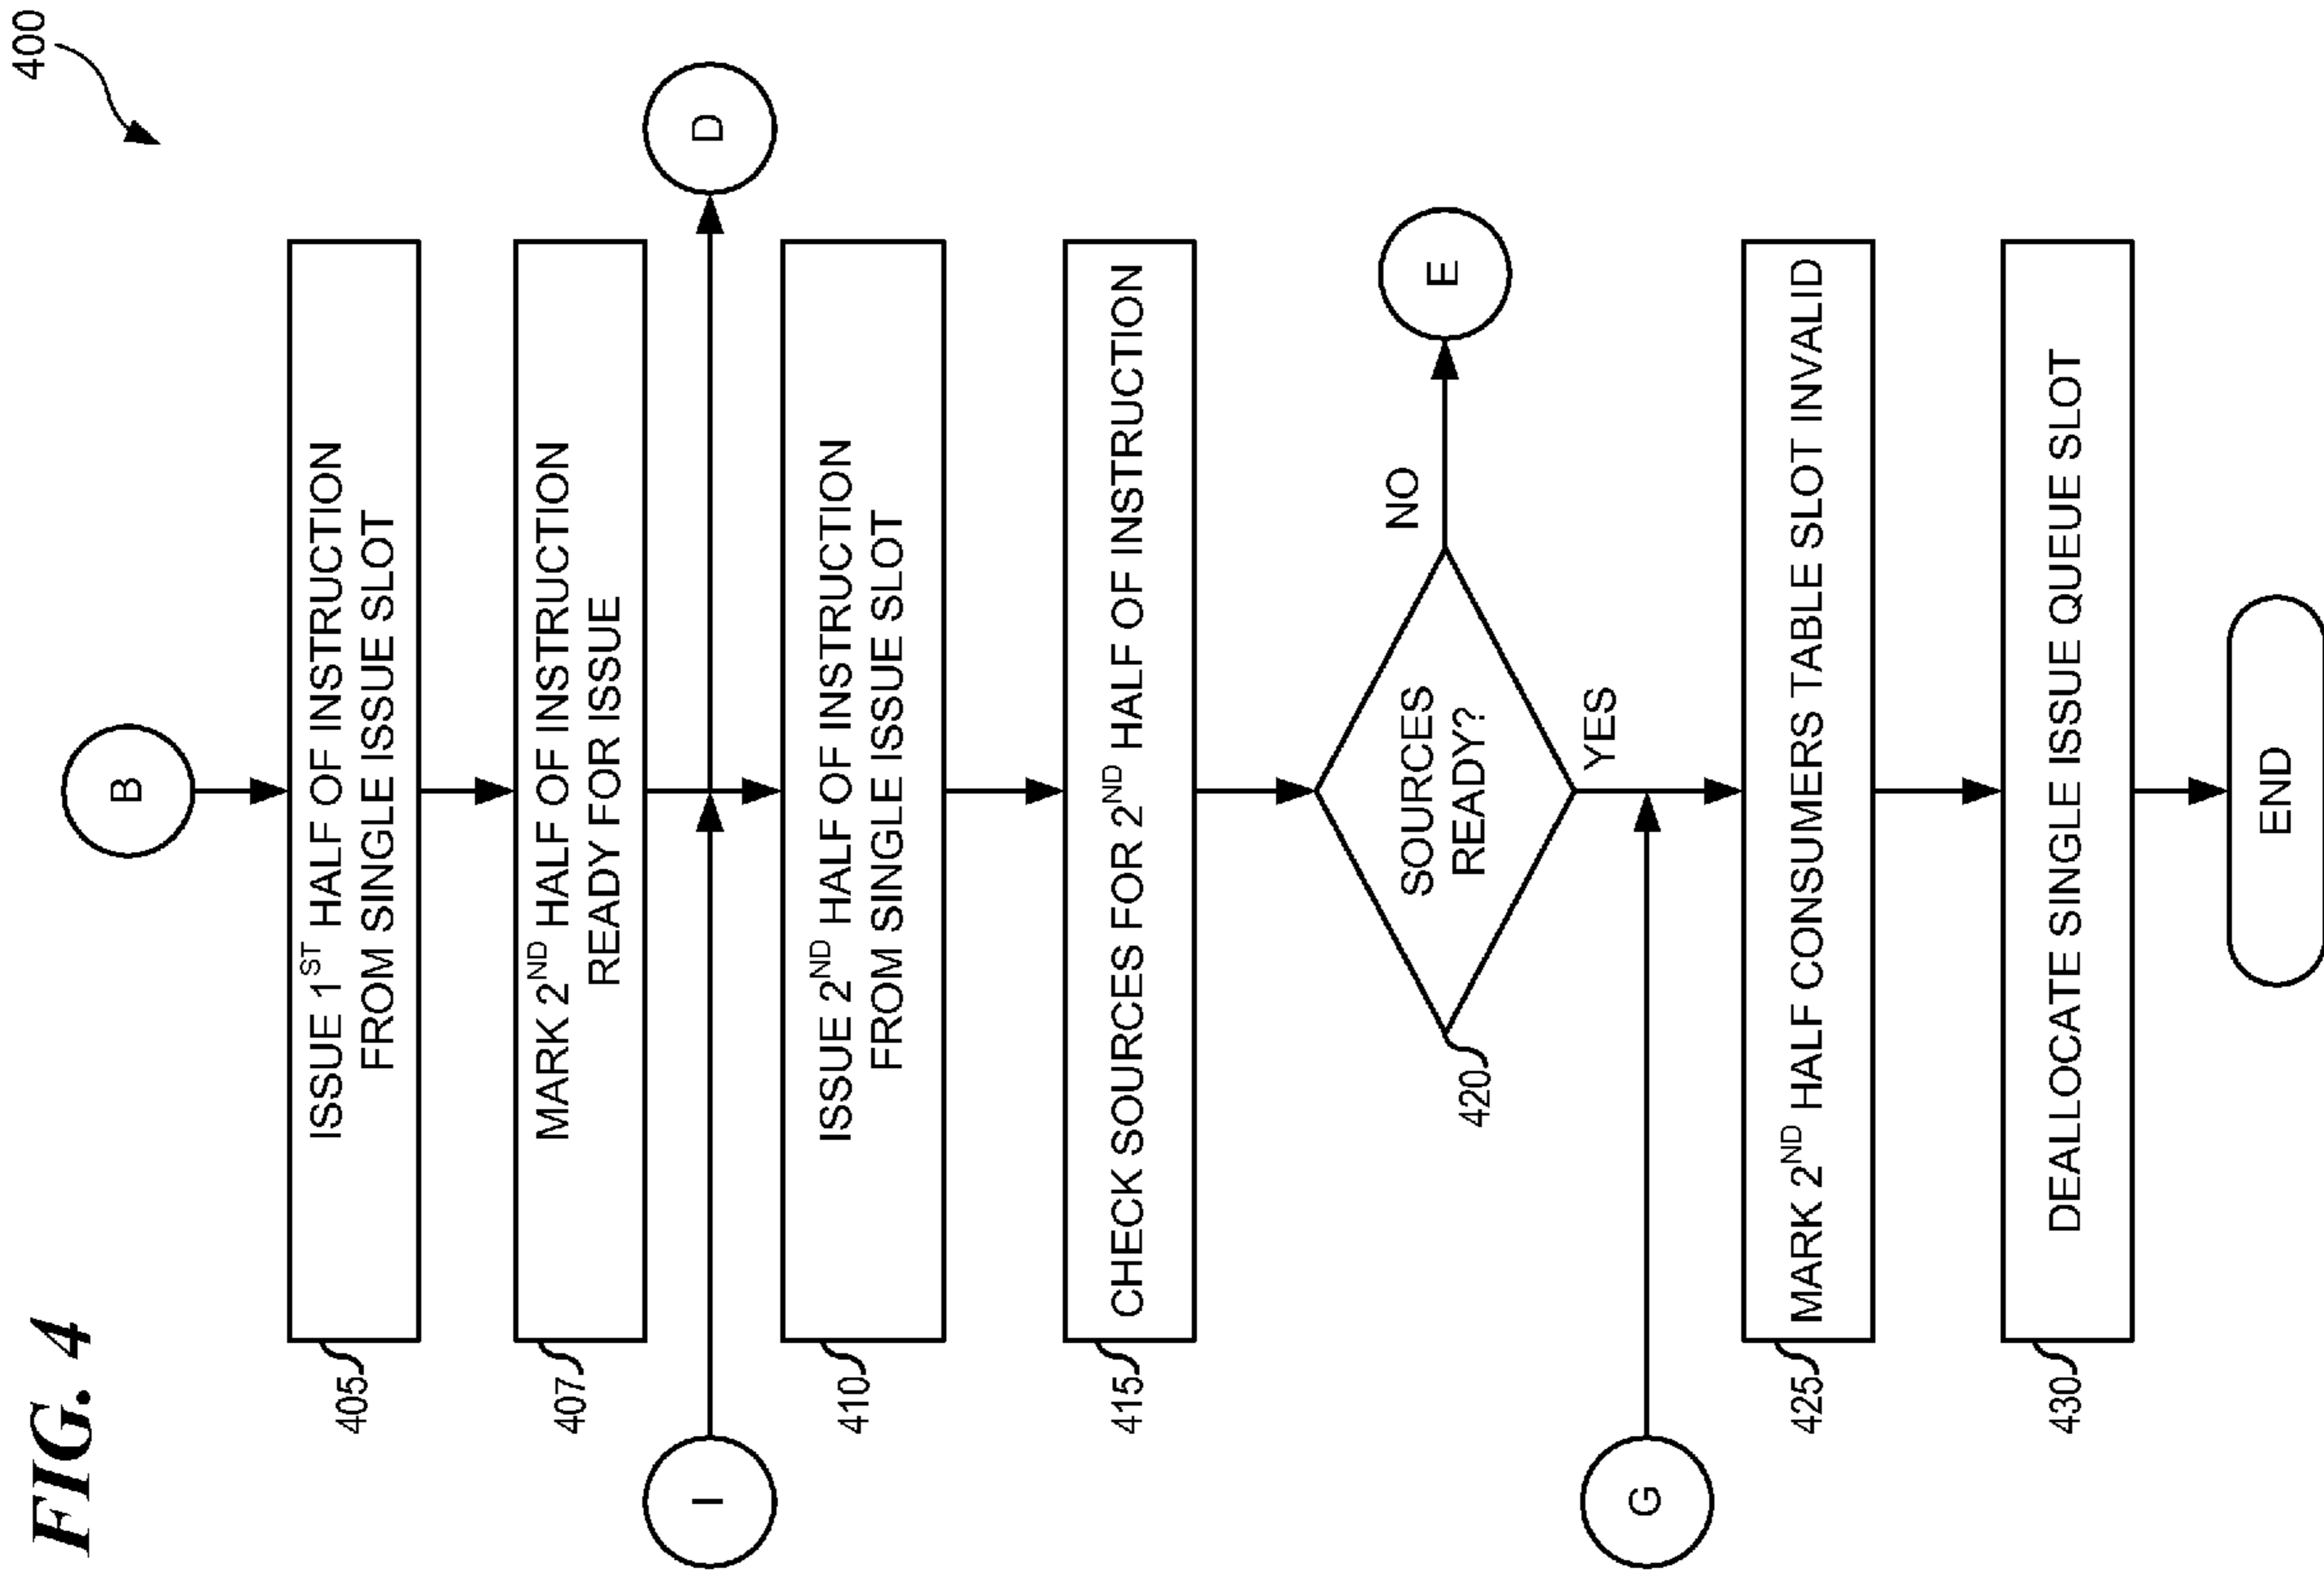 FIG. 4
400
B
ISSUE 1ST HALF OF INSTRUCTION
FROM SINGLE ISSUE SLOT
405
MARK 2ND HALF OF INSTRUCTION
READY FOR ISSUE
407
I
D
ISSUE 2ND HALF OF INSTRUCTION
FROM SINGLE ISSUE SLOT
410
CHECK SOURCES FOR 2ND HALF OF INSTRUCTION
415
SOURCES
READY?
420
NO
E
YES
G
MARK 2ND HALF CONSUMERS TABLE SLOT INVALID
425
DEALLOCATE SINGLE ISSUE QUEUE SLOT
430
END